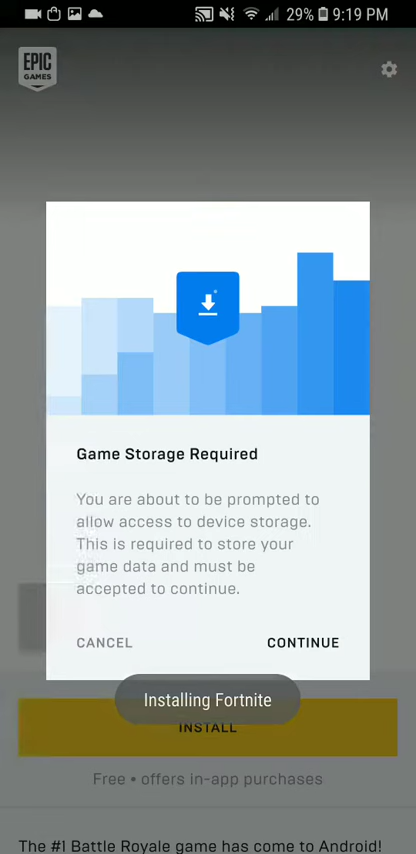 29% 9:19 PM
EPIC
GAMES
Game Storage Required
You are about to be prompted to
allow access to device storage.
This is required to store your
game data and must be
accepted to continue.
CANCEL CONTINUE
Installing Fortnite
INSTALL
Free • offers in-app purchases
The #1 Battle Royale game has come to Android!